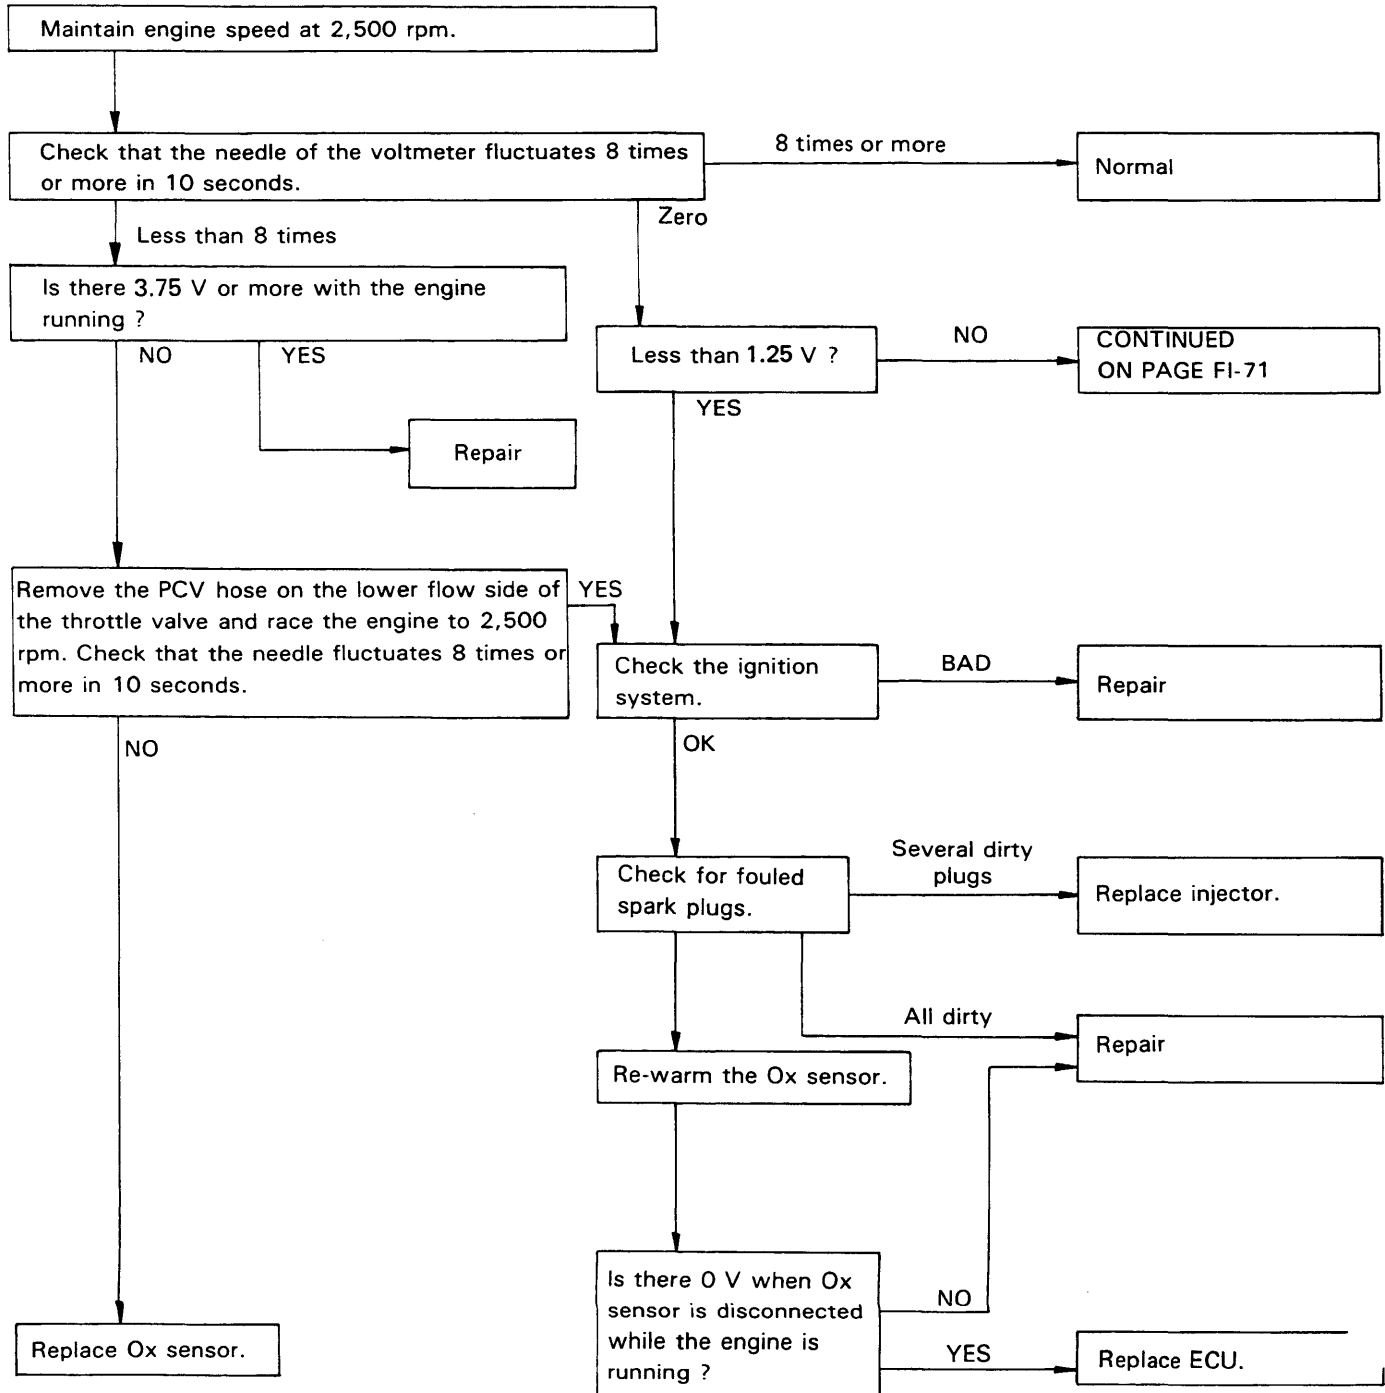 Maintain engine speed at 2,500 rpm.
Check that the needle of the voltmeter fluctuates 8 times
or more in 10 seconds.
8 times or more
Normal
Zero
Less than 8 times
Is there 3.75 V or more with the engine
running ?
NO
YES
Less than 1.25 V ?
NO
CONTINUED
ON PAGE FI-71
YES
Repair
Remove the PCV hose on the lower flow side of
the throttle valve and race the engine to 2,500
rpm. Check that the needle fluctuates 8 times or
more in 10 seconds.
YES
Check the ignition
system.
BAD
Repair
NO
OK
Check for fouled
spark plugs.
Several dirty
plugs
Replace injector.
All dirty
Repair
Re-warm the Ox sensor.
Is there 0 V when Ox
sensor is disconnected
while the engine is
running ?
NO
YES
Replace ECU.
Replace Ox sensor.